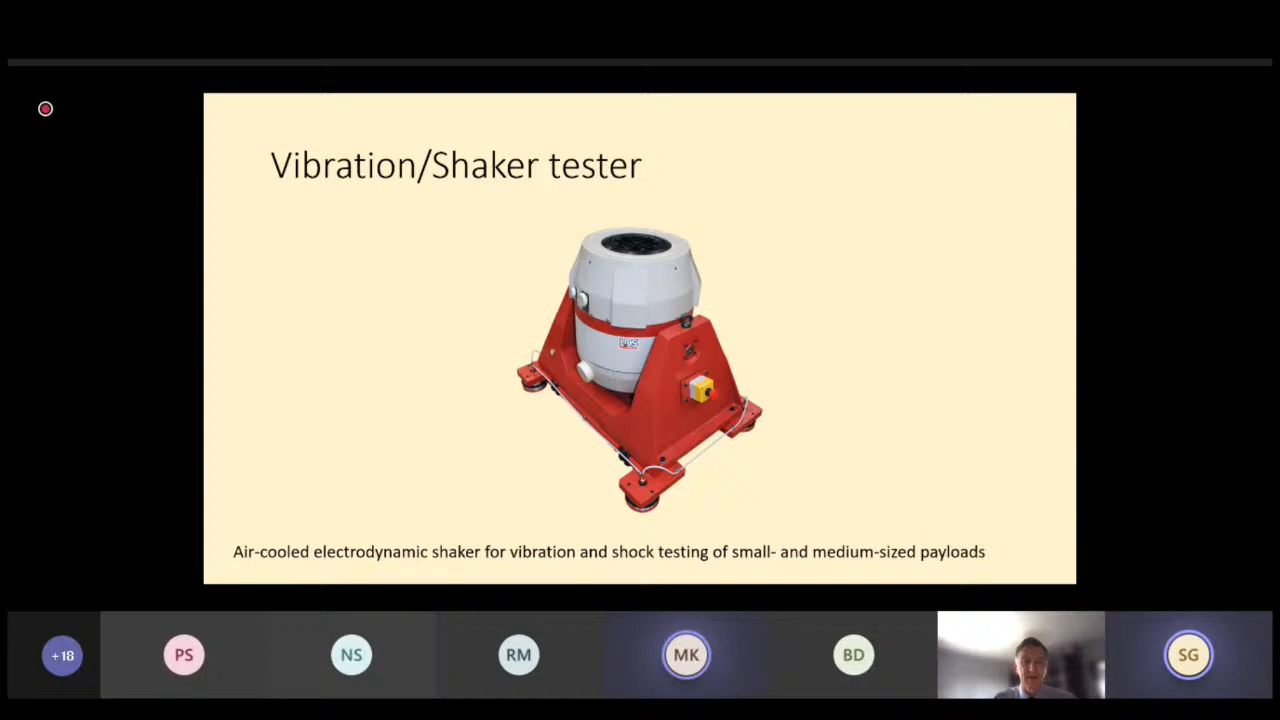 Vibration/Shaker tester
LDS
Air-cooled electrodynamic shaker for vibration and shock testing of small- and medium-sized payloads
+18
PS
NS
RM
MK
BD
SG